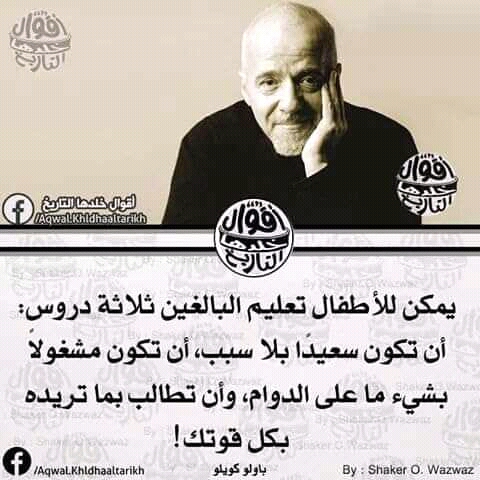 أقوال
خلدها
التاريخ
أقوال خلدها التاريخ
/Aqwal.Khldhaaltarikh
أقوال
خلدها
التاريخ
أقوال
خلدها
التاريخ
يمكن للأطفال تعليم البالغين ثلاثة دروس:
أن تكون سعيدًا بلا سبب، أن تكون مشغولاً
بشيء ما على الدوام، وأن تطالب بما تريده
بكل قوتك!
باولو كويلو
/Aqwal.Khldhaaltarikh
By : Shaker O. Wazwaz